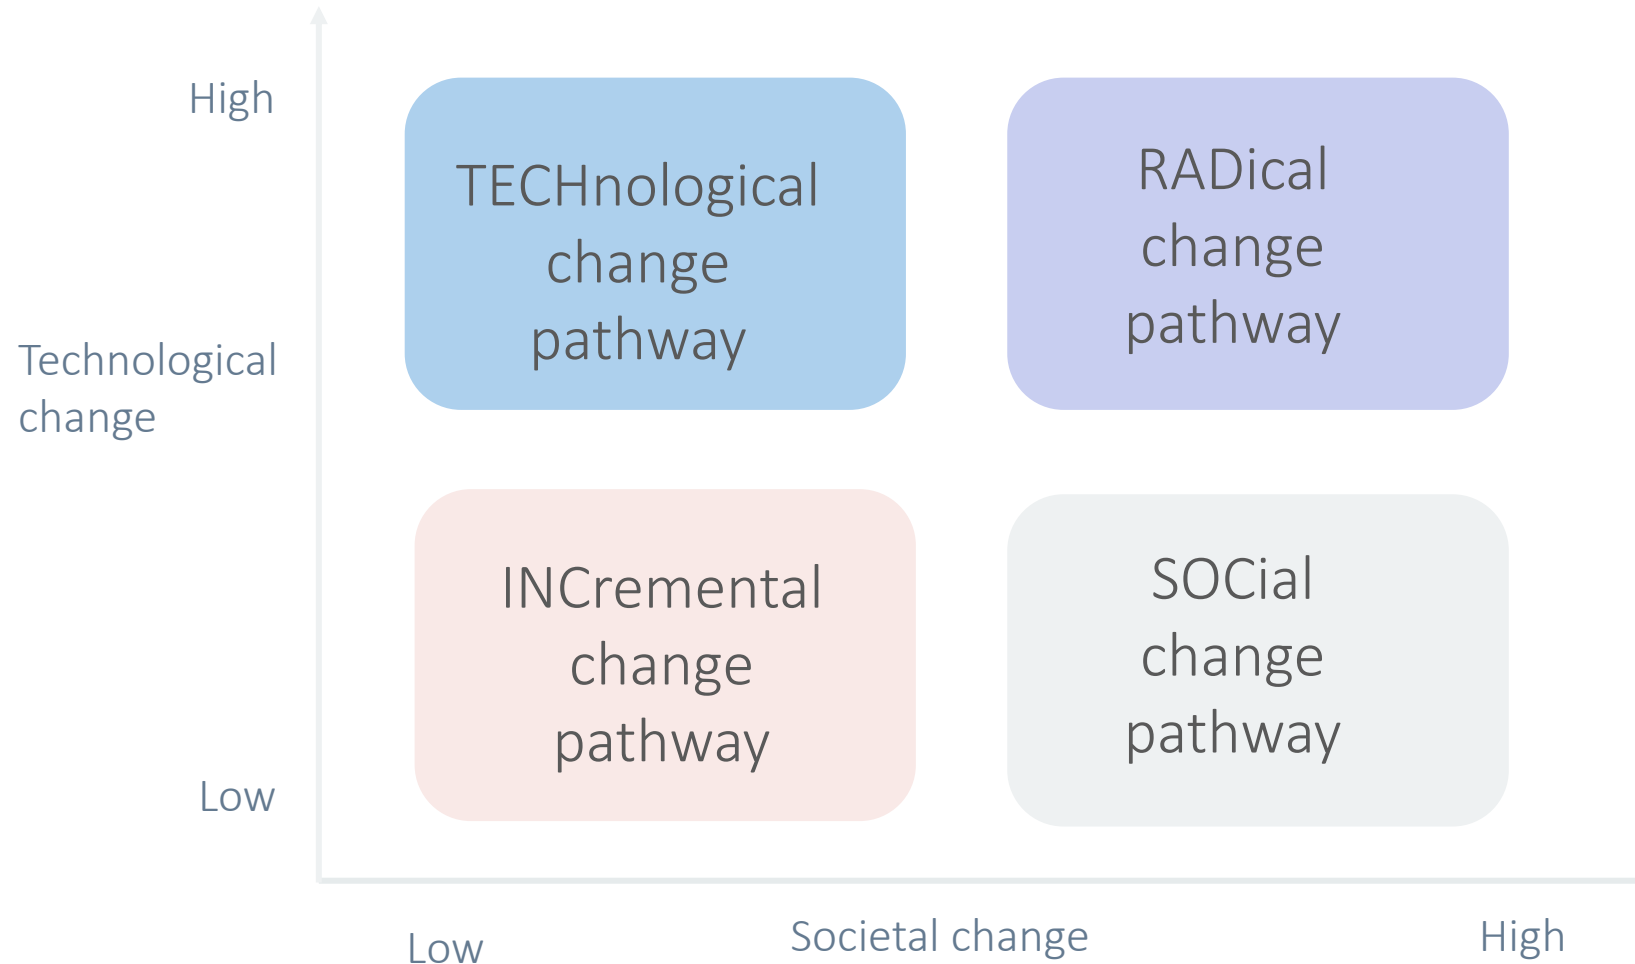 High
TECHnological
change
pathway
RADical
change
pathway
Technological
change
INCremental
change
pathway
SOCial
change
pathway
Low
Low
Societal change
High